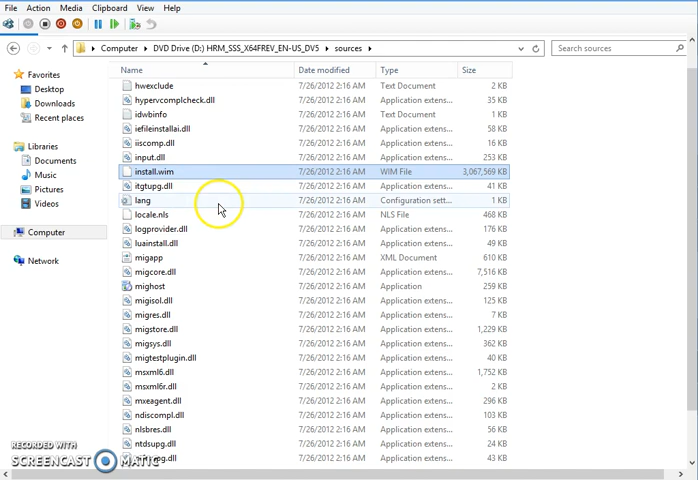 File Action Media Clipboard View Help
Computer DVD Drive (D:) HRM_SSS_X64FREV_EN-US_DV5 sources
Search sources
Favorites
Desktop
Downloads
Recent places
Libraries
Documents
Music
Pictures
Videos
Computer
Network
Name Date modified Type Size
hwexclude 7/26/2012 2:16 AM Text Document 2 KB
hypervcomplcheck.dll 7/26/2012 2:16 AM Application extens... 35 KB
idwbinfo 7/26/2012 2:16 AM Text Document 1 KB
iefileinstallai.dll 7/26/2012 2:16 AM Application extens... 58 KB
iiscomp.dll 7/26/2012 2:16 AM Application extens... 16 KB
input.dll 7/26/2012 2:16 AM Application extens... 253 KB
install.wim 7/26/2012 2:16 AM WIM File 3,067,569 KB
itgtupg.dll 7/26/2012 2:16 AM Application extens... 41 KB
lang 7/26/2012 2:16 AM Configuration sett... 1 KB
locale.nls 7/26/2012 2:16 AM NLS File 468 KB
logprovider.dll 7/26/2012 2:16 AM Application extens... 176 KB
luainstall.dll 7/26/2012 2:16 AM Application extens... 49 KB
migapp 7/26/2012 2:16 AM XML Document 610 KB
migcore.dll 7/26/2012 2:16 AM Application extens... 7,516 KB
mighost 7/26/2012 2:16 AM Application 259 KB
migisol.dll 7/26/2012 2:16 AM Application extens... 125 KB
migres.dll 7/26/2012 2:16 AM Application extens... 7 KB
migstore.dll 7/26/2012 2:16 AM Application extens... 1,229 KB
migsys.dll 7/26/2012 2:16 AM Application extens... 362 KB
migtestplugin.dll 7/26/2012 2:16 AM Application extens... 40 KB
msxml6.dll 7/26/2012 2:16 AM Application extens... 1,752 KB
msxml6r.dll 7/26/2012 2:16 AM Application extens... 2 KB
mxeagent.dll 7/26/2012 2:16 AM Application extens... 296 KB
ndiscompl.dll 7/26/2012 2:16 AM Application extens... 103 KB
nlsbres.dll 7/26/2012 2:16 AM Application extens... 56 KB
ntdsupg.dll 7/26/2012 2:16 AM Application extens... 24 KB
7/26/2012 2:16 AM Application extens... 43 KB
RECORDED WITH
SCREENCAST MATIC